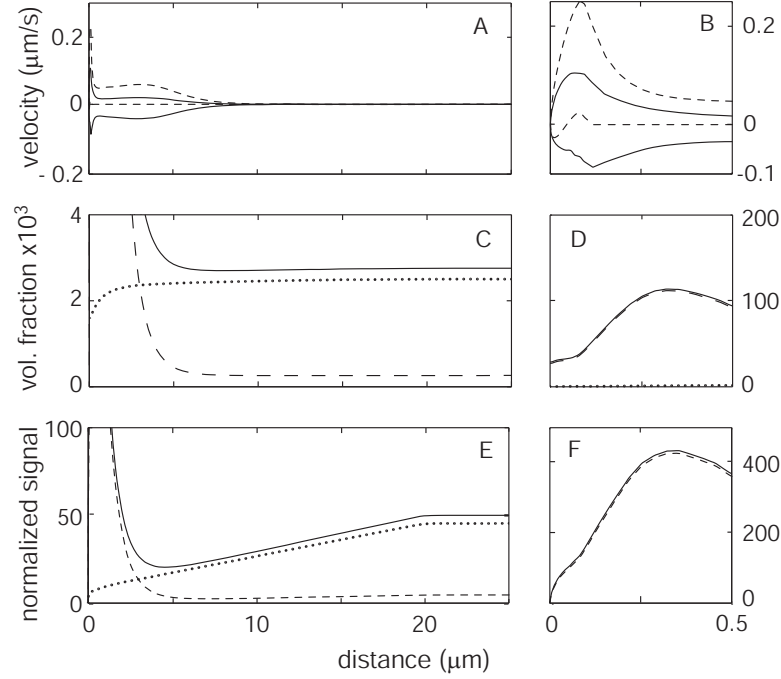 velocity (μm/s)
0.2
0
- 0.2
A
B
0.2
0
-0.1
vol. fraction x10³
4
2
0
C
D
200
100
0
normalized signal
100
50
0
E
F
400
200
0
0
10
20
0
0.5
distance (μm)